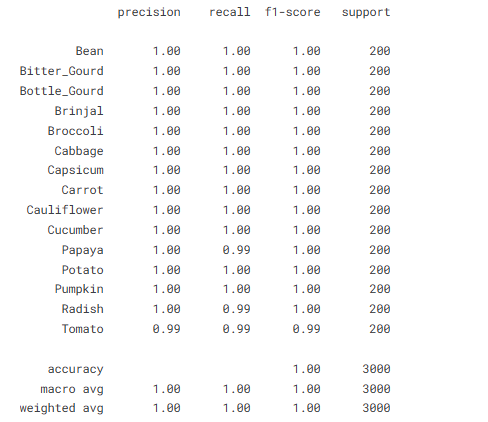 precision recall f1-score support
Bean 1.00 1.00 1.00 200
Bitter_Gourd 1.00 1.00 1.00 200
Bottle_Gourd 1.00 1.00 1.00 200
Brinjal 1.00 1.00 1.00 200
Broccoli 1.00 1.00 1.00 200
Cabbage 1.00 1.00 1.00 200
Capsicum 1.00 1.00 1.00 200
Carrot 1.00 1.00 1.00 200
Cauliflower 1.00 1.00 1.00 200
Cucumber 1.00 1.00 1.00 200
Papaya 1.00 0.99 1.00 200
Potato 1.00 1.00 1.00 200
Pumpkin 1.00 1.00 1.00 200
Radish 1.00 0.99 1.00 200
Tomato 0.99 0.99 0.99 200
accuracy 1.00 3000
macro avg 1.00 1.00 1.00 3000
weighted avg 1.00 1.00 1.00 3000